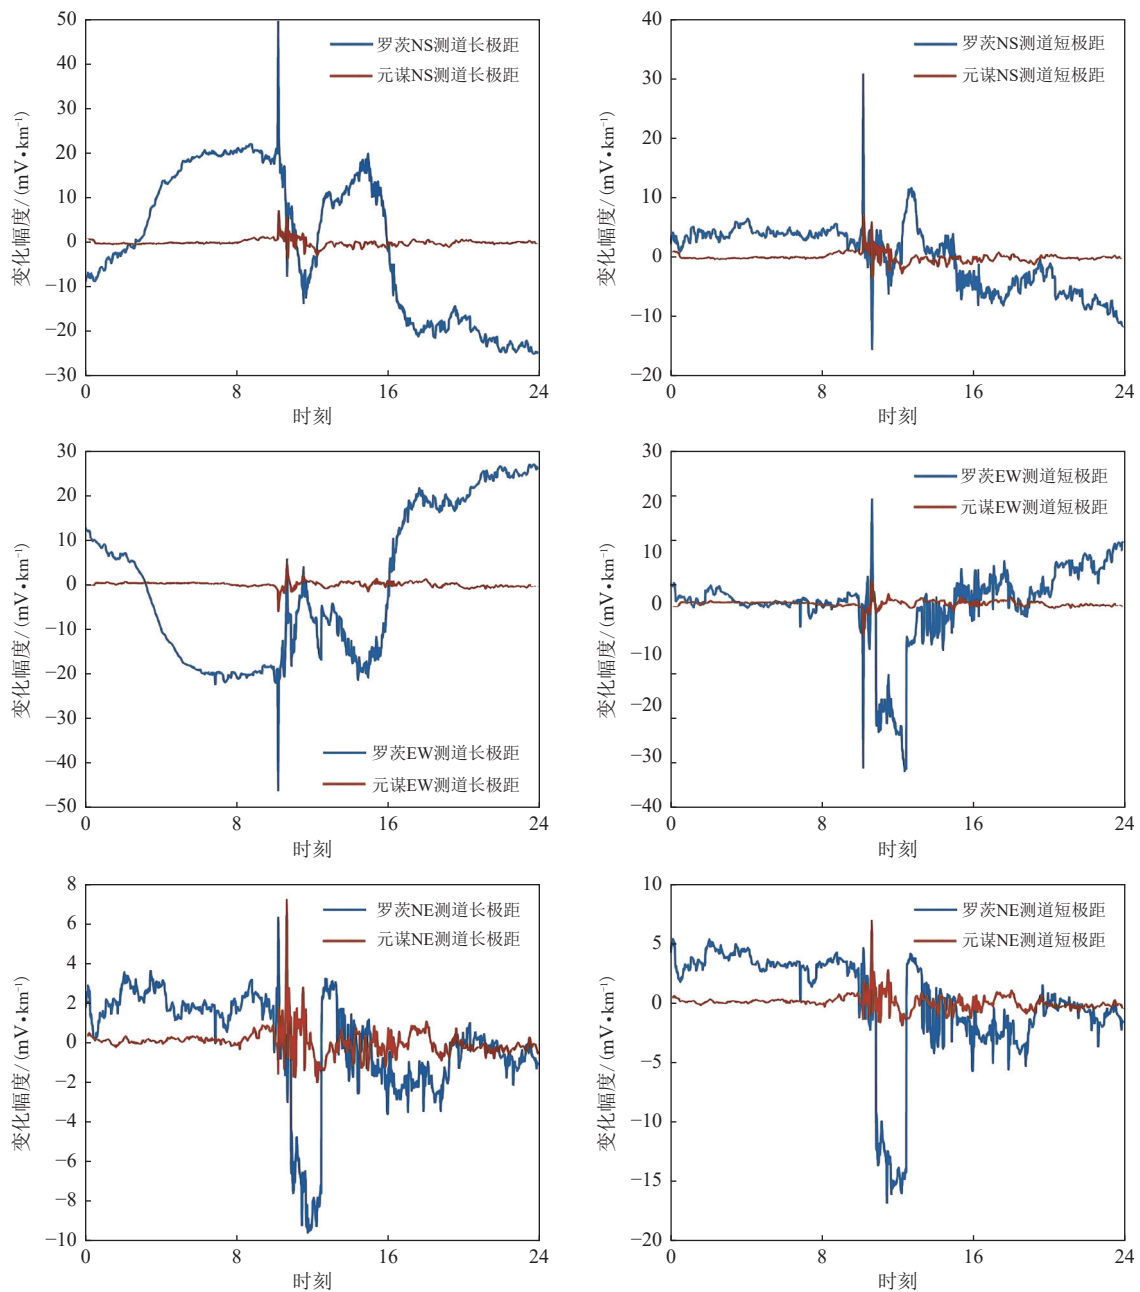 50
40
30
20
10
0
−10
−20
−30
变化幅度/(mV•km⁻¹)
罗茨NS测道长极距
元谋NS测道长极距
0 8 16 24
时刻
40
30
20
10
0
−10
−20
变化幅度/(mV•km⁻¹)
罗茨NS测道短极距
元谋NS测道短极距
0 8 16 24
时刻
30
20
10
0
−10
−20
−30
−40
−50
变化幅度/(mV•km⁻¹)
罗茨EW测道长极距
元谋EW测道长极距
0 8 16 24
时刻
30
20
10
0
−10
−20
−30
−40
变化幅度/(mV•km⁻¹)
罗茨EW测道短极距
元谋EW测道短极距
0 8 16 24
时刻
8
6
4
2
0
−2
−4
−6
−8
−10
变化幅度/(mV•km⁻¹)
罗茨NE测道长极距
元谋NE测道长极距
0 8 16 24
时刻
10
5
0
−5
−10
−15
−20
变化幅度/(mV•km⁻¹)
罗茨NE测道短极距
元谋NE测道短极距
0 8 16 24
时刻